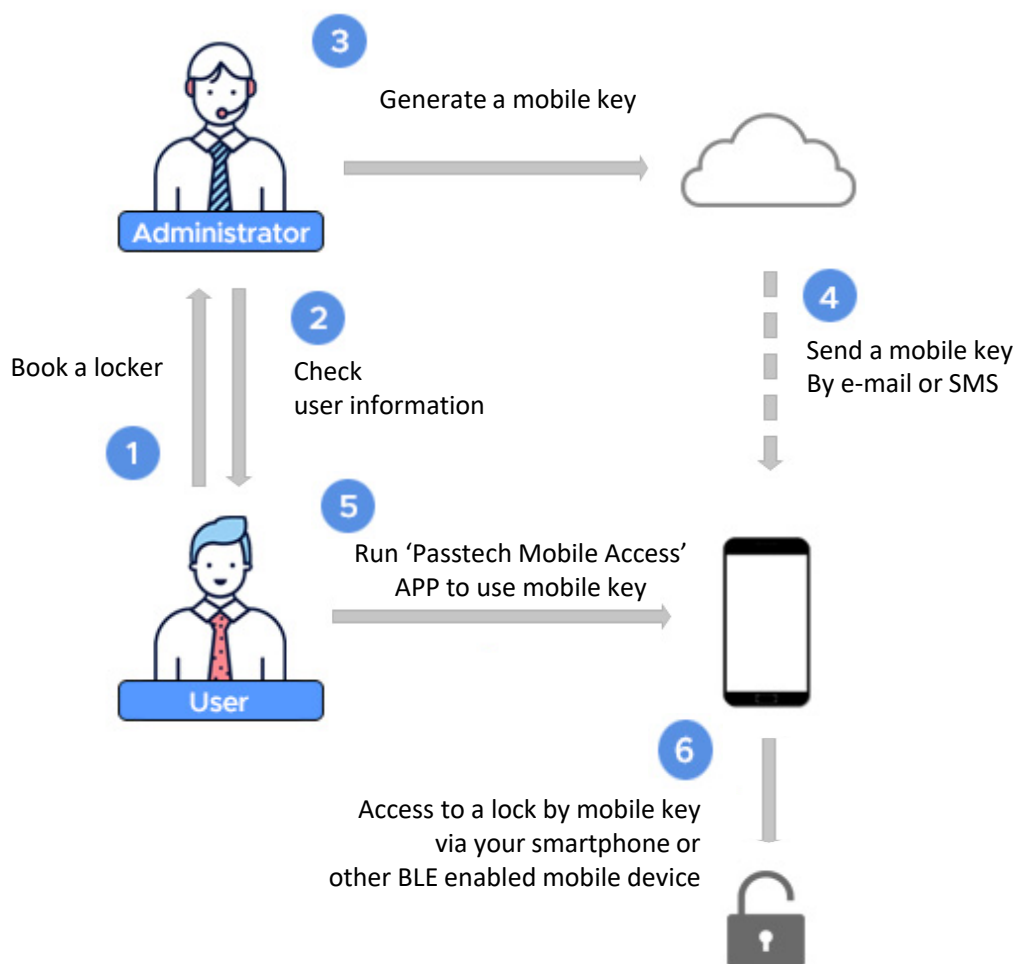 3
Generate a mobile key
Administrator
4
2
Send a mobile key
By e-mail or SMS
Book a locker
Check
user information
1
5
Run ‘Passtech Mobile Access’
APP to use mobile key
User
6
Access to a lock by mobile key
via your smartphone or
other BLE enabled mobile device